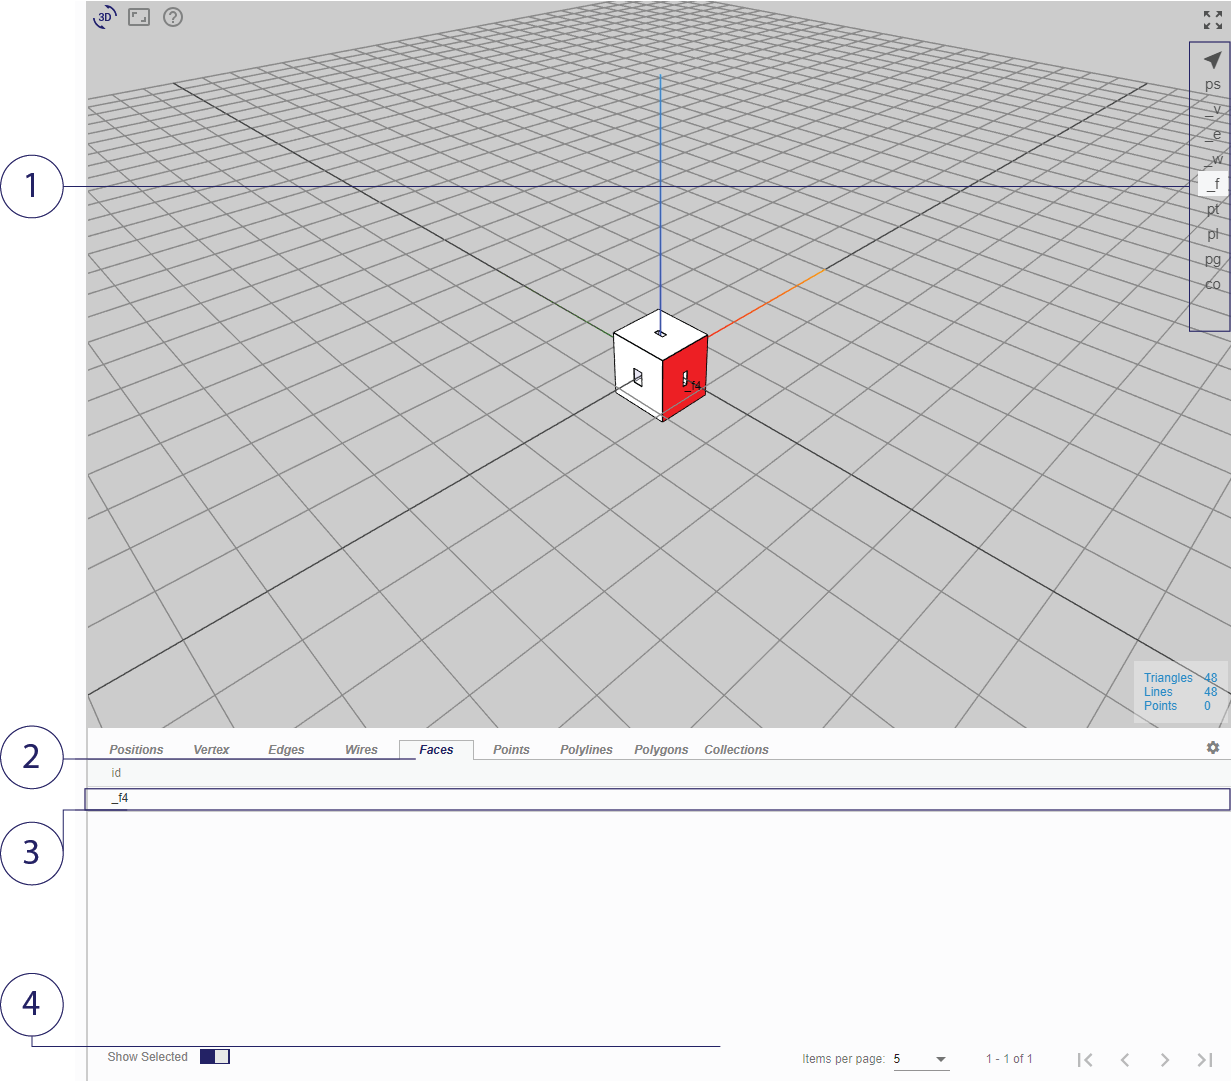 3D ?
ps
_v
_e
1
_w
_f
pt
pl
pg
co
_f4
Triangles 48
Lines 48
Points 0
2
Positions Vertex Edges Wires Faces Points Polylines Polygons Collections
id
_f4
3
4
Show Selected Items per page: 5 1 - 1 of 1